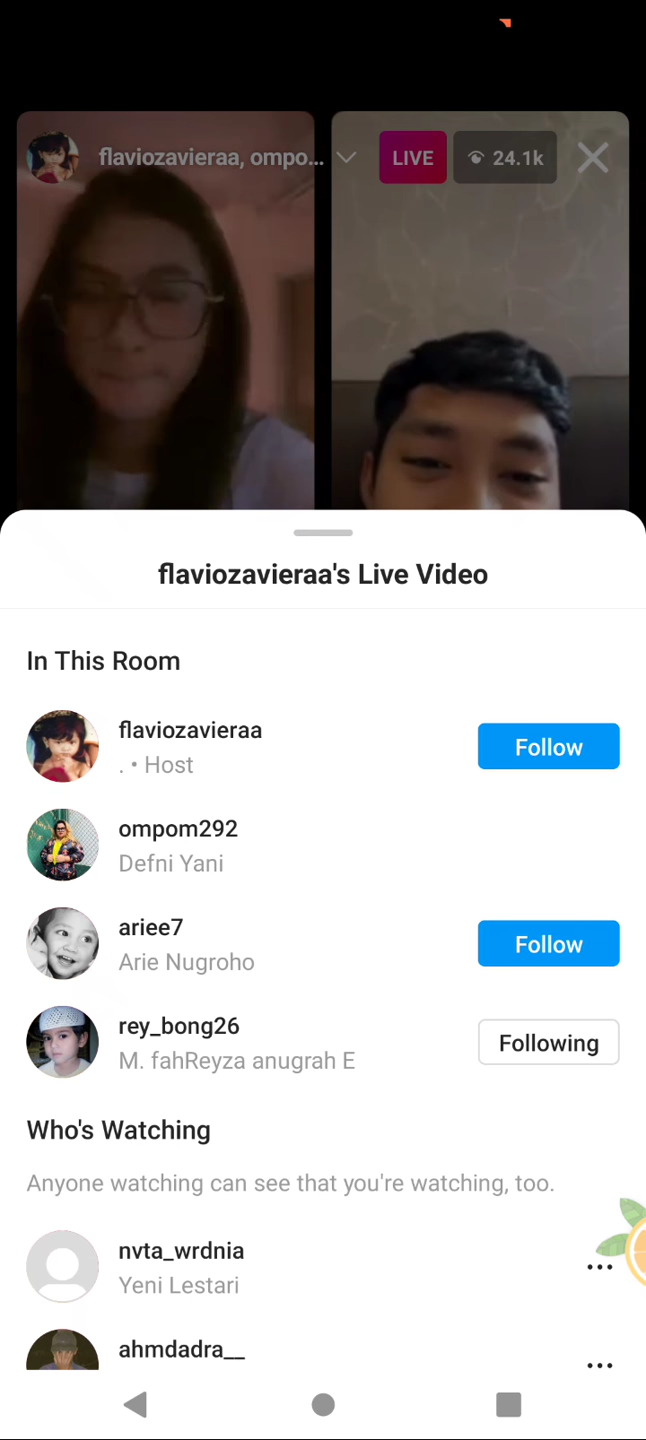 flaviozavieraa, ompo...
LIVE
24.1k
flaviozavieraa's Live Video
In This Room
flaviozavieraa
Follow
. • Host
ompom292
Defni Yani
ariee7
Follow
Arie Nugroho
rey_bong26
Following
M. fahReyza anugrah E
Who's Watching
Anyone watching can see that you're watching, too.
nvta_wrdnia
Yeni Lestari
ahmdadra__